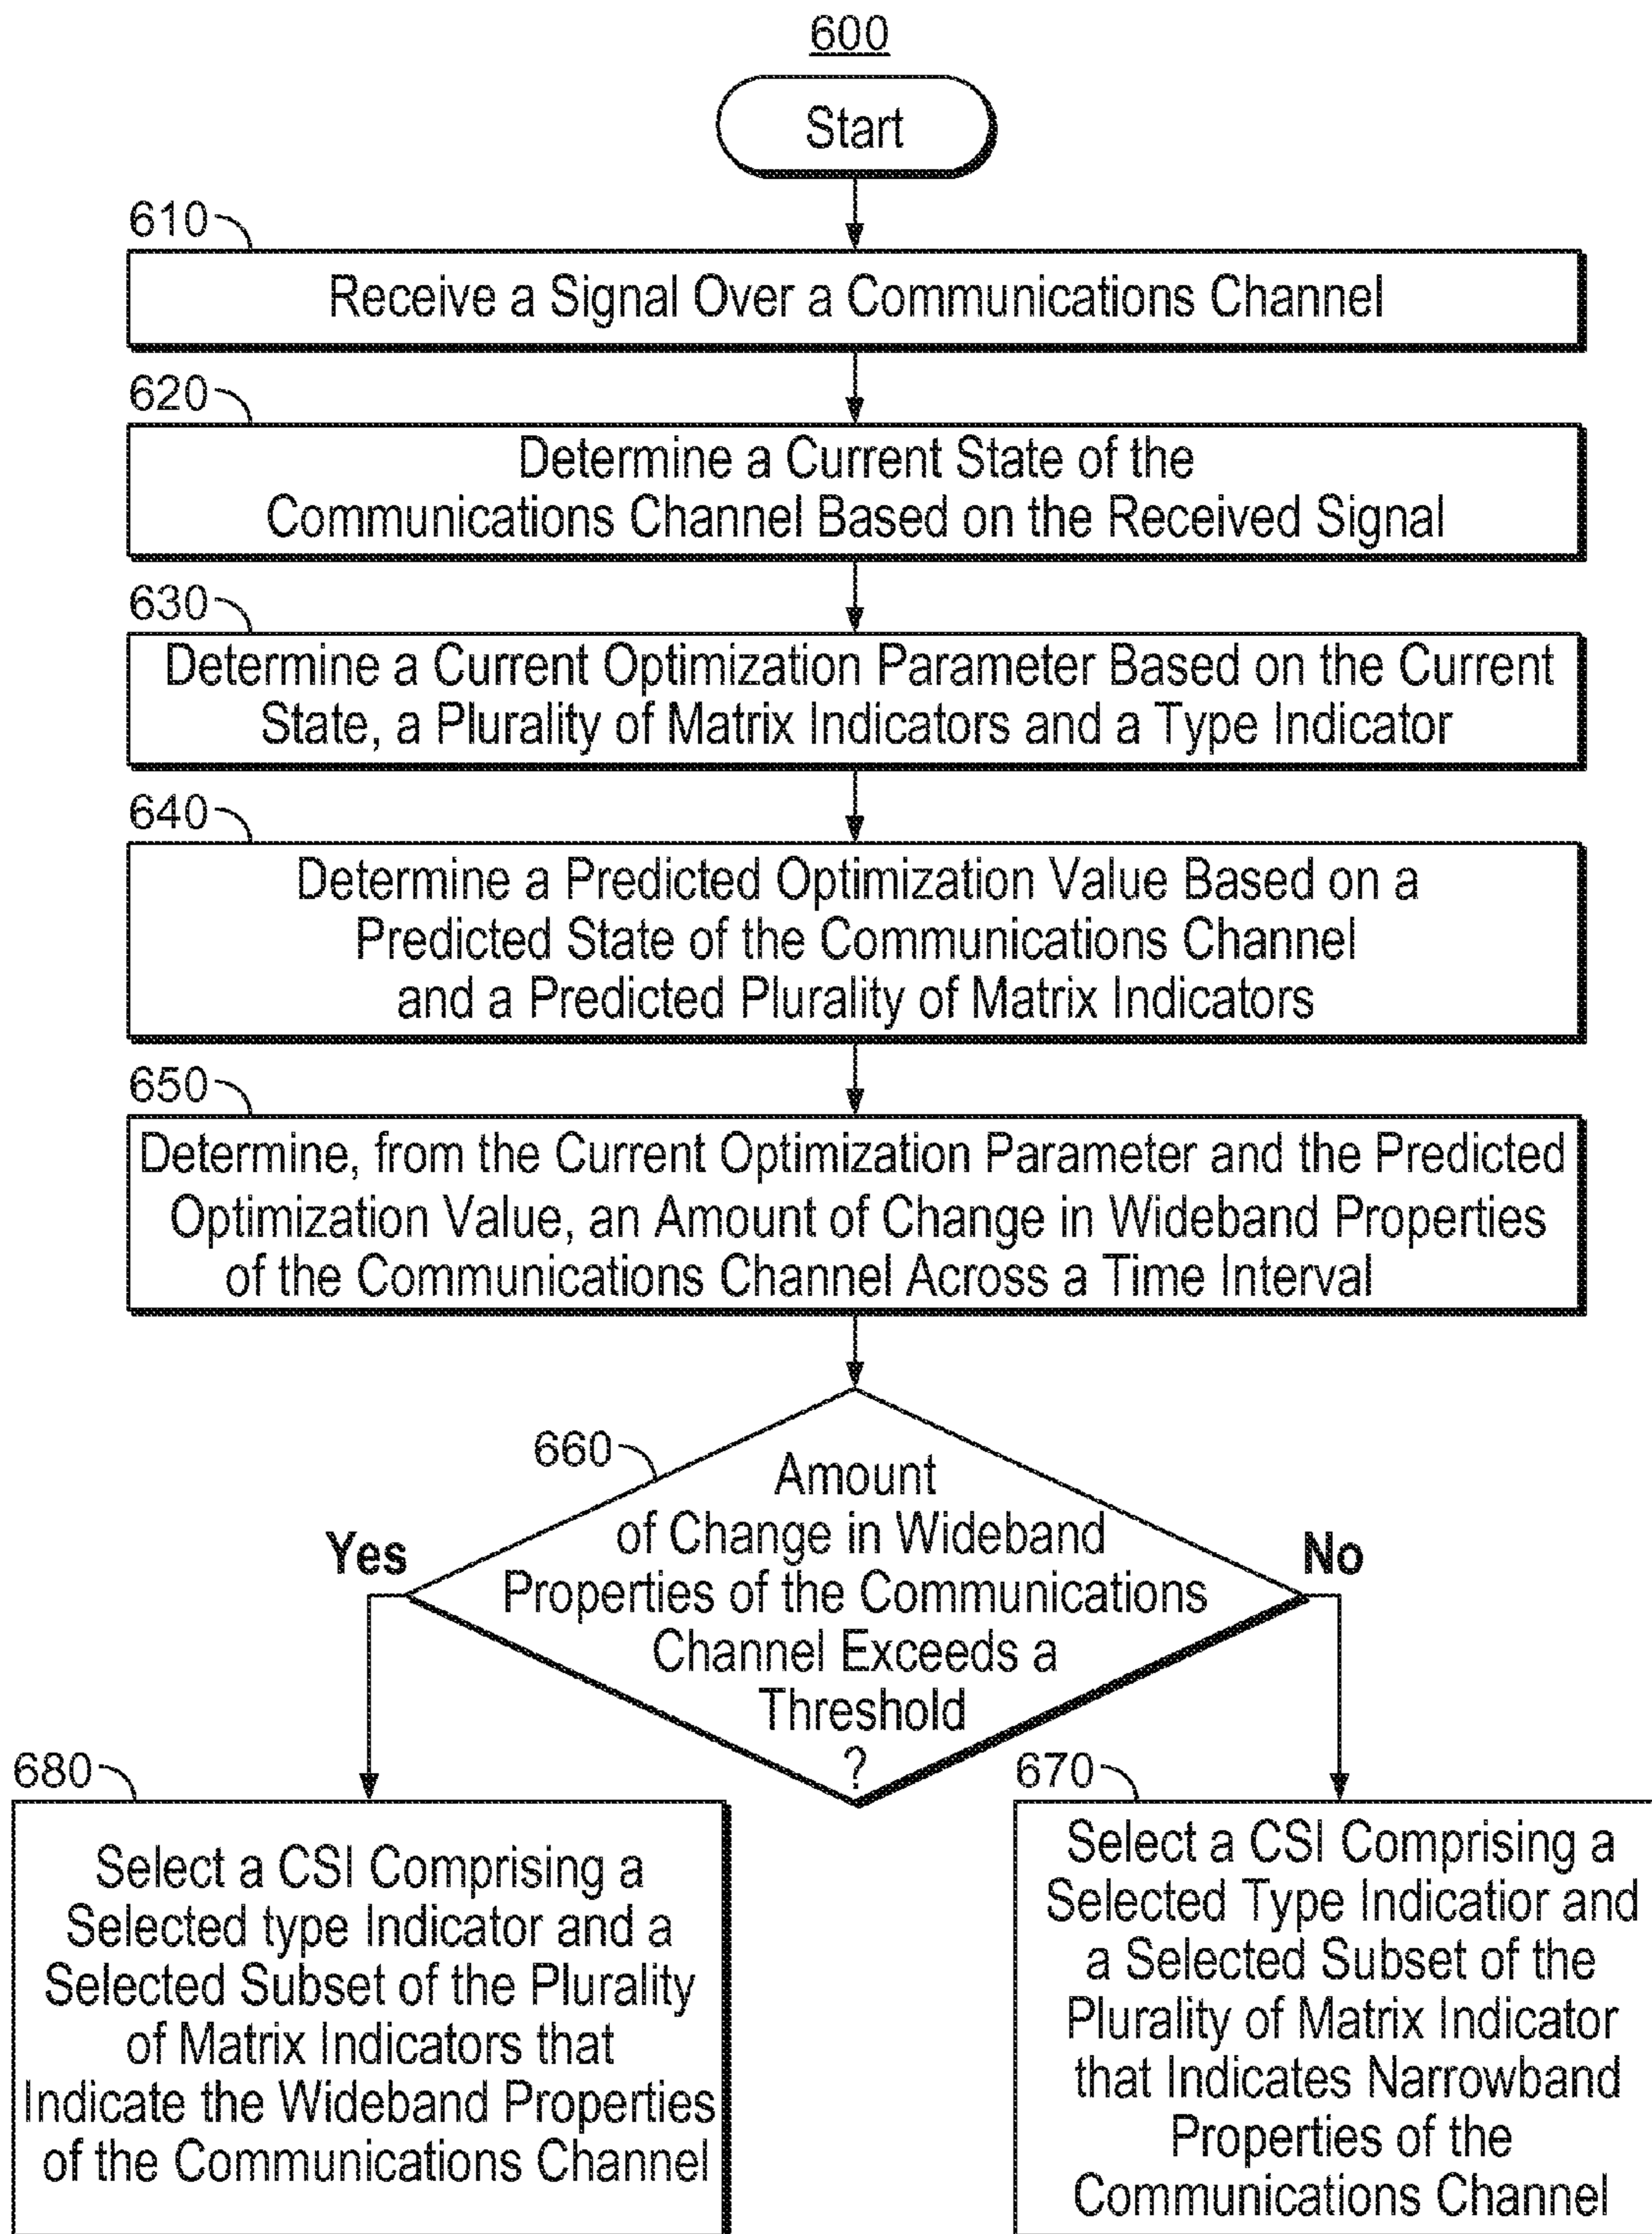 600
Start
610
Receive a Signal Over a Communications Channel
620
Determine a Current State of the
Communications Channel Based on the Received Signal
630
Determine a Current Optimization Parameter Based on the Current
State, a Plurality of Matrix Indicators and a Type Indicator
640
Determine a Predicted Optimization Value Based on a
Predicted State of the Communications Channel
and a Predicted Plurality of Matrix Indicators
650
Determine, from the Current Optimization Parameter and the Predicted
Optimization Value, an Amount of Change in Wideband Properties
of the Communications Channel Across a Time Interval
660
Amount
of Change in Wideband
Properties of the Communications
Channel Exceeds a
Threshold
?
Yes
No
680
Select a CSI Comprising a
Selected type Indicator and a
Selected Subset of the Plurality
of Matrix Indicators that
Indicate the Wideband Properties
of the Communications Channel
670
Select a CSI Comprising a
Selected Type Indicatior and
a Selected Subset of the
Plurality of Matrix Indicator
that Indicates Narrowband
Properties of the
Communications Channel